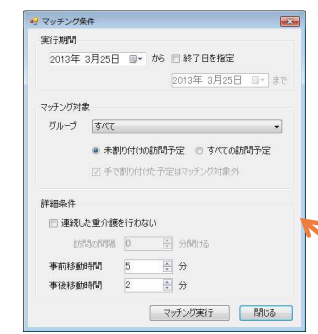 マッチング条件
実行期間
2013年 3月25日 から 終了日を指定
2013年 3月25日 まで
マッチング対象
グループ すべて
未割り付けの訪問予定 すべての訪問予定
手で割り付けた予定はマッチング対象外
詳細条件
連続した重介護を行わない
訪問の間隔 0 分開ける
事前移動時間 5 分
事後移動時間 2 分
マッチング実行 閉じる